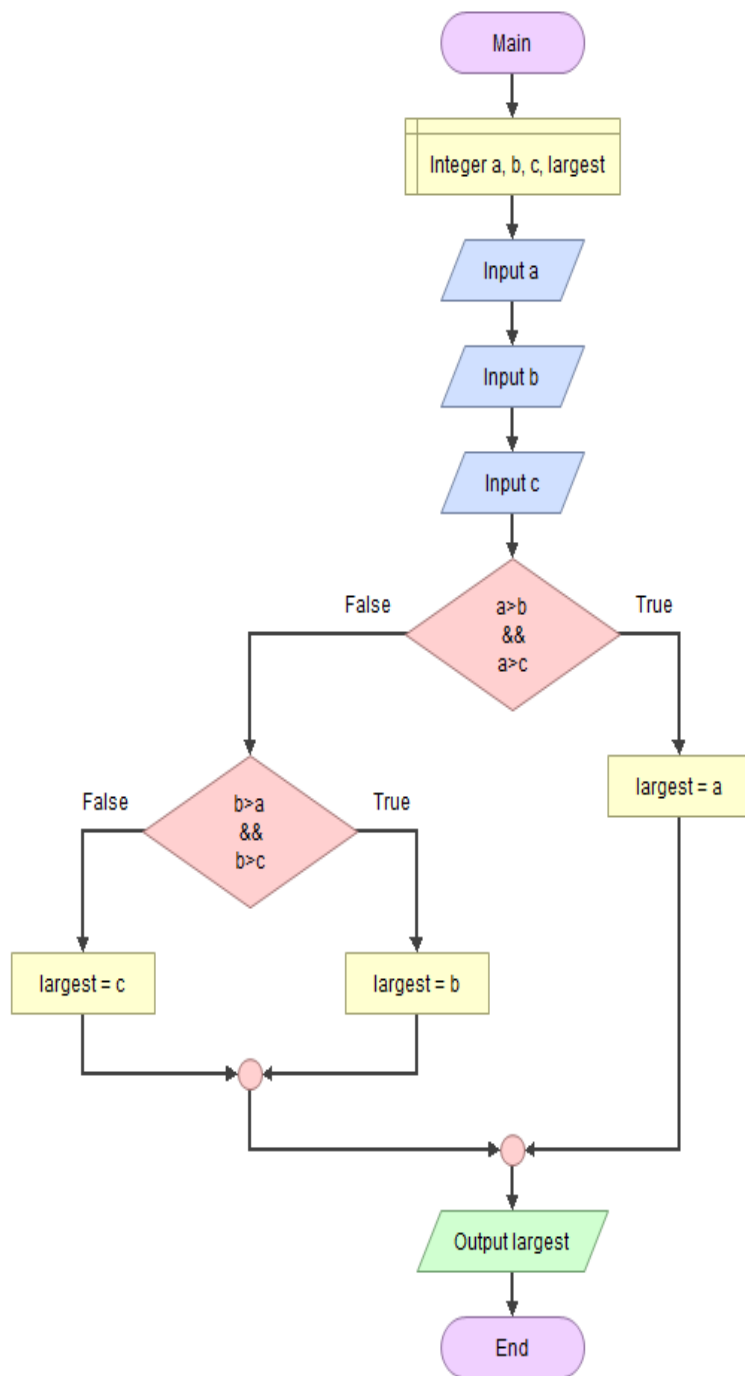 Main
Integer a, b, c, largest
Input a
Input b
Input c
False
True
a>b
&&
a>c
largest = a
False
True
b>a
&&
b>c
largest = c
largest = b
Output largest
End